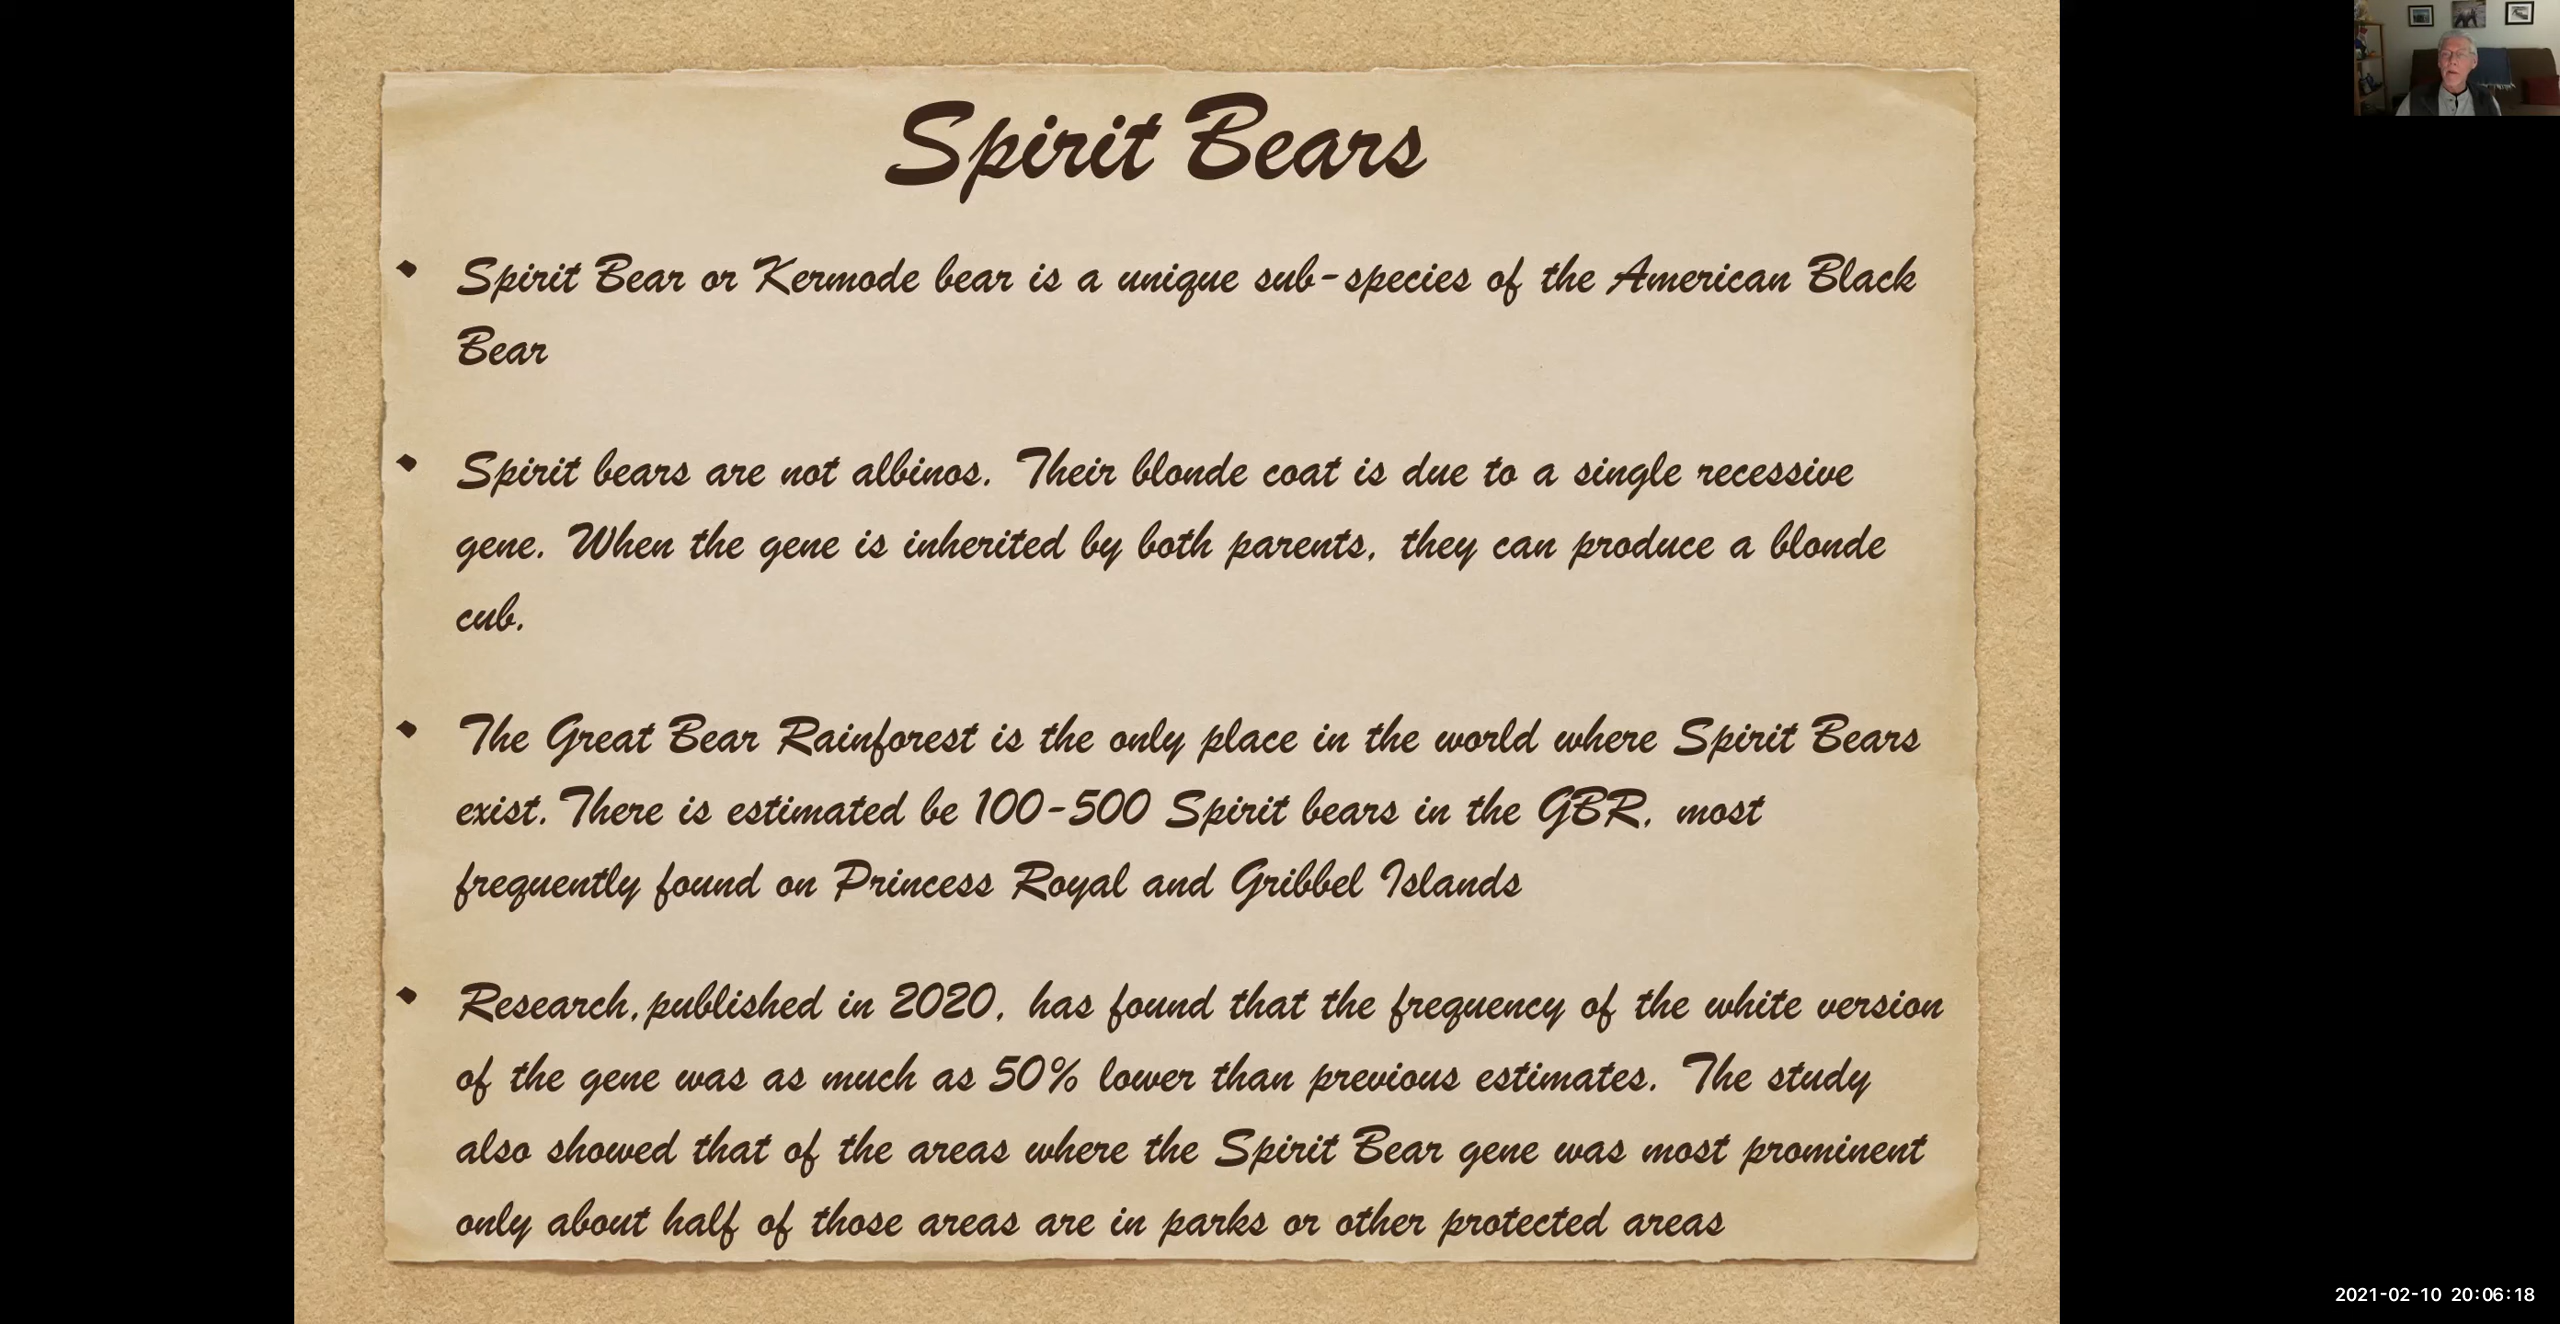 Spirit Bears
• Spirit Bear or Kermode bear is a unique sub-species of the American Black
Bear
• Spirit bears are not albinos. Their blonde coat is due to a single recessive
gene. When the gene is inherited by both parents, they can produce a blonde
cub.
• The Great Bear Rainforest is the only place in the world where Spirit Bears
exist. There is estimated be 100-500 Spirit bears in the GBR, most
frequently found on Princess Royal and Gribbel Islands
• Research, published in 2020, has found that the frequency of the white version
of the gene was as much as 50% lower than previous estimates. The study
also showed that of the areas where the Spirit Bear gene was most prominent
only about half of those areas are in parks or other protected areas
2021-02-10 20:06:18